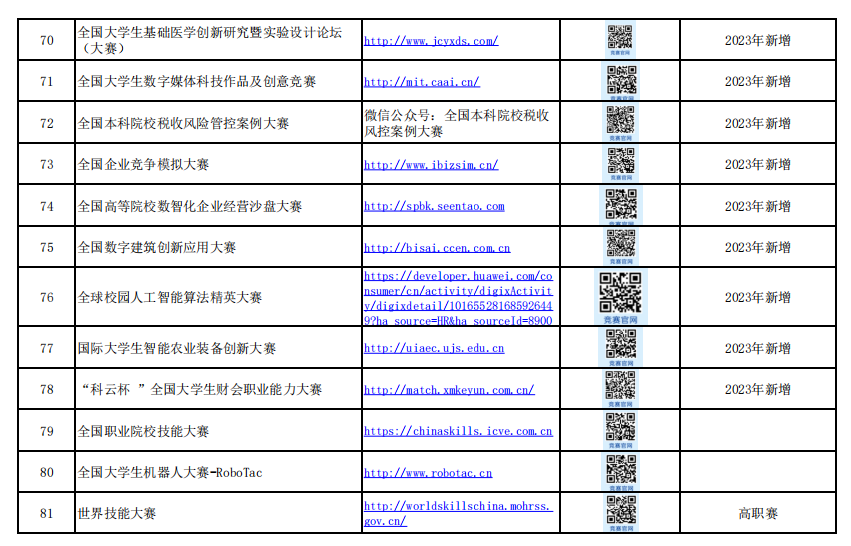 70 全国大学生基础医学创新研究暨实验设计论坛 http://www.jcyxds.com/ 2023年新增
（大赛） 竞赛官网
71 全国大学生数字媒体科技作品及创意竞赛 http://mit.caai.cn/ 2023年新增
竞赛官网
72 全国本科院校税收风险管控案例大赛 微信公众号：全国本科院校税收 2023年新增
风控案例大赛
竞赛官网
73 全国企业竞争模拟大赛 http://www.ibizsim.cn/ 2023年新增
竞赛官网
74 全国高等院校数智化企业经营沙盘大赛 http://spbk.seentao.com 2023年新增
竞赛官网
75 全国数字建筑创新应用大赛 http://bisai.ccen.com.cn 2023年新增
竞赛官网
76 全球校园人工智能算法精英大赛 https://developer.huawei.com/co 2023年新增
nsumer/cn/activity/digixActivit
y/digixdetail/10165528168592644
9?ha_source=HR&ha_sourceId=8900
竞赛官网
77 国际大学生智能农业装备创新大赛 http://uiaec.ujs.edu.cn 2023年新增
竞赛官网
78 “科云杯 ”全国大学生财会职业能力大赛 http://match.xmkeyun.com.cn/ 2023年新增
竞赛官网
79 全国职业院校技能大赛 https://chinaskills.icve.com.cn
竞赛官网
80 全国大学生机器人大赛-RoboTac http://www.robotac.cn
竞赛官网
81 世界技能大赛 http://worldskillschina.mohrss. 高职赛
gov.cn/
竞赛官网